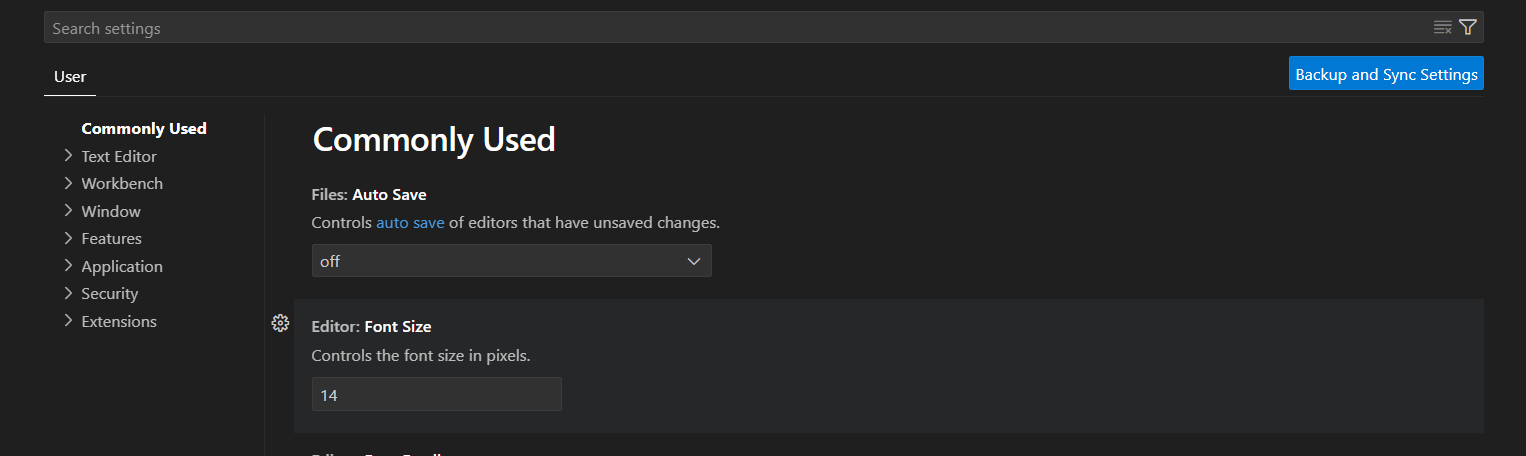 Search settings
User
Backup and Sync Settings
Commonly Used
Text Editor
Workbench
Window
Features
Application
Security
Extensions
Commonly Used
Files: Auto Save
Controls auto save of editors that have unsaved changes.
off
Editor: Font Size
Controls the font size in pixels.
14